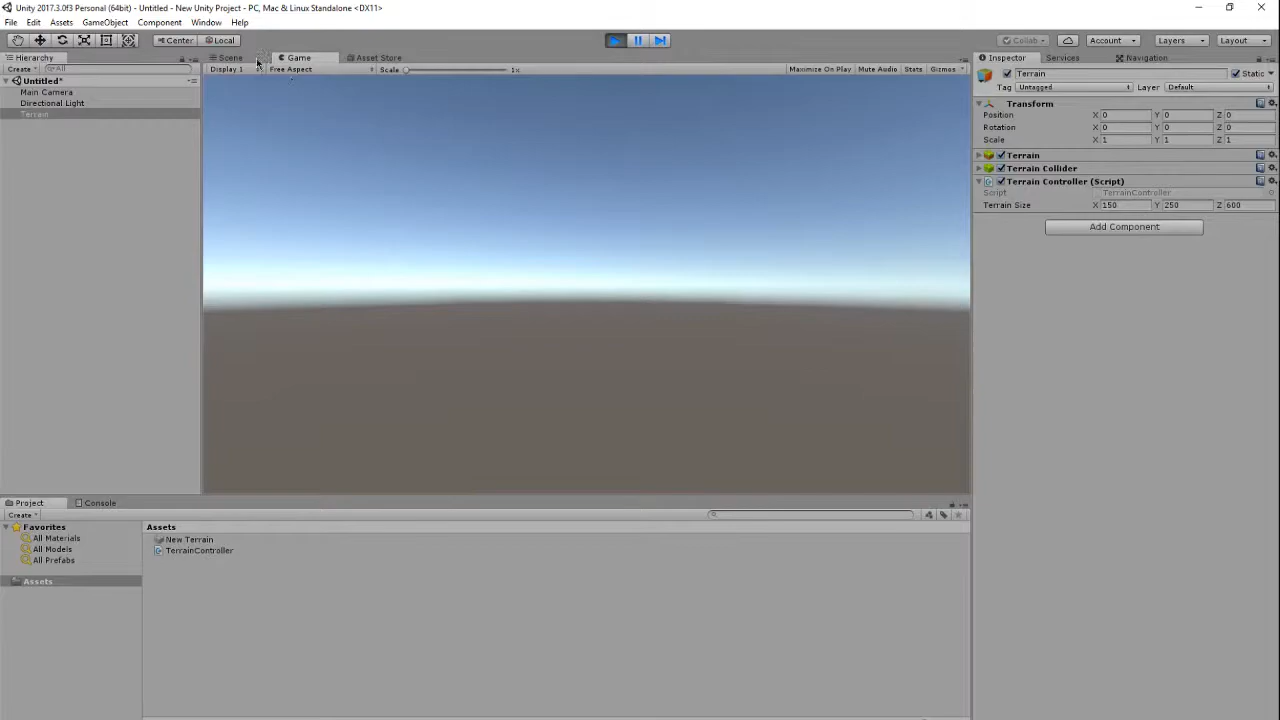 Unity 2017.3.0f3 Personal (64bit) - Untitled - New Unity Project - PC, Mac & Linux Standalone <DX11>
File Edit Assets GameObject Component Window Help
Center Local
Collab Account Layers Layout
Hierarchy
Create All
Untitled*
Main Camera
Directional Light
Terrain
Scene Game Asset Store
Display 1 Free Aspect Scale 1x Maximize On Play Mute Audio Stats Gizmos
Inspector Services Navigation
Terrain Static
Tag Untagged Layer Default
Transform
Position X 0 Y 0 Z 0
Rotation X 0 Y 0 Z 0
Scale X 1 Y 1 Z 1
Terrain
Terrain Collider
Terrain Controller (Script)
Script TerrainController
Terrain Size X 150 Y 250 Z 600
Add Component
Project Console
Create
Favorites
All Materials
All Models
All Prefabs
Assets
Assets
New Terrain
TerrainController